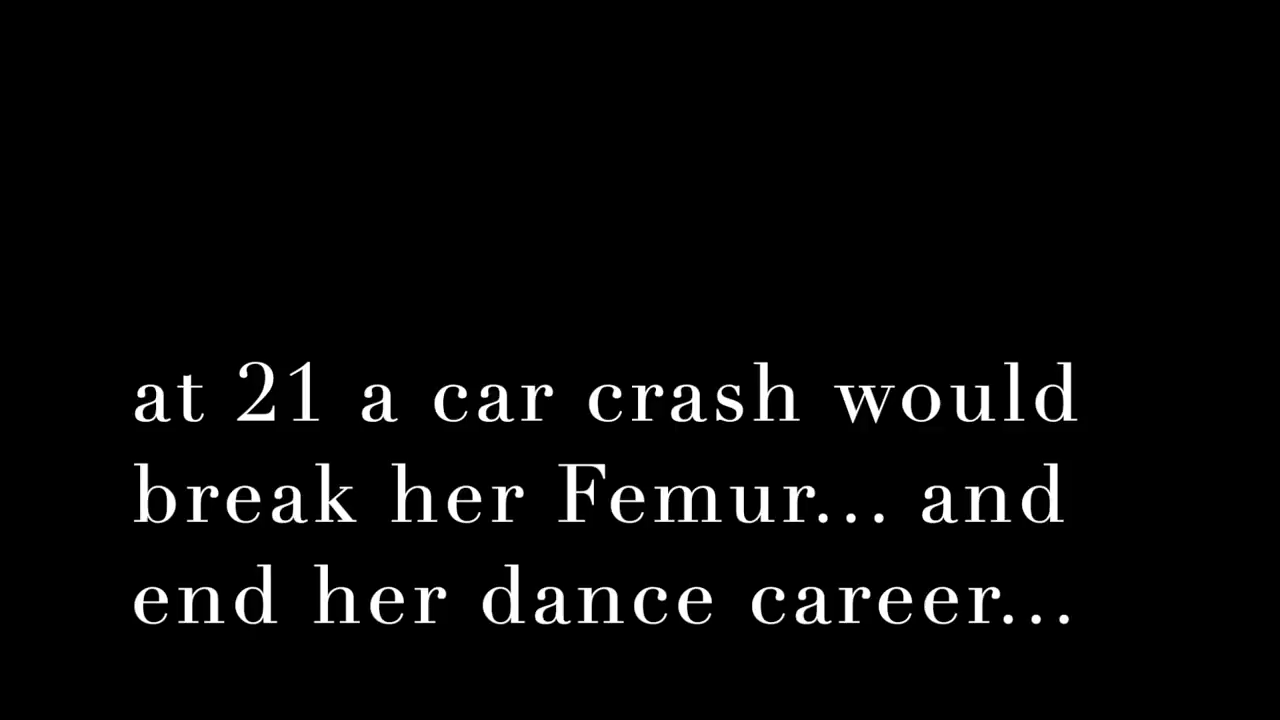 at 21 a car crash would
break her Femur... and
end her dance career...